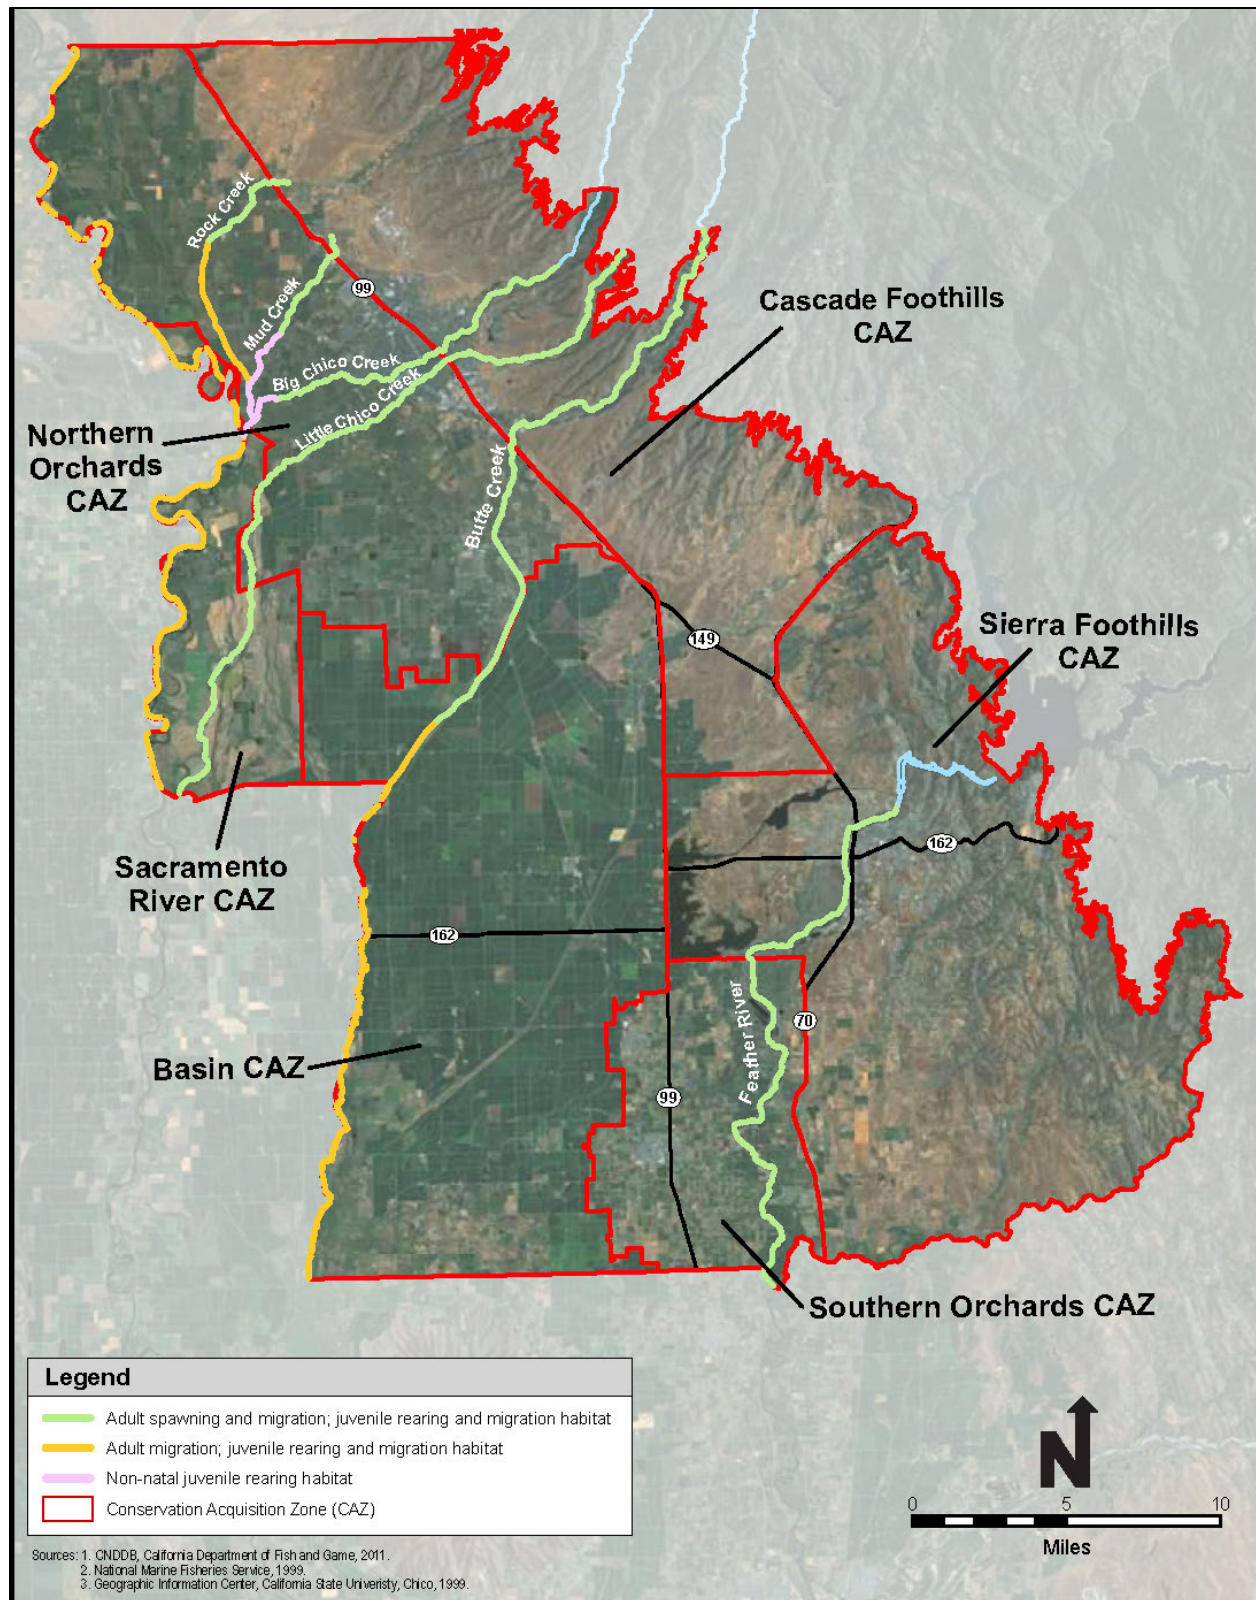 Rock Creek
Mud Creek
99
Big Chico Creek
Little Chico Creek
Cascade Foothills
CAZ
Northern
Orchards
CAZ
Butte Creek
149
Sierra Foothills
CAZ
162
Sacramento
River CAZ
162
Feather River
70
Basin CAZ
99
Southern Orchards CAZ
Legend
Adult spawning and migration; juvenile rearing and migration habitat
Adult migration; juvenile rearing and migration habitat
Non-natal juvenile rearing habitat
Conservation Acquisition Zone (CAZ)
N
0 5 10
Miles
Sources: 1. CNDDB, California Department of Fish and Game, 2011.
2. National Marine Fisheries Service, 1999.
3. Geographic Information Center, California State Univeristy, Chico, 1999.